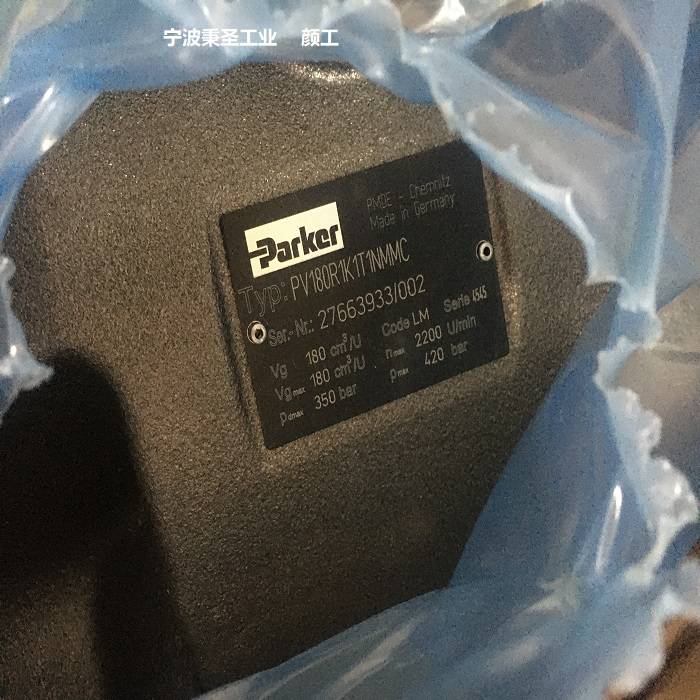 宁波秉圣工业 颜工
Parker
PMDE - Chemnitz
Made in Germany
Typ: PV180R1K1T1NMMC
Ser.-Nr.: 27663933/002
Vg 180 cm³/U Code LM Serie 4545
Vgmax 180 cm³/U nmax 2200 U/min
pdmax 350 bar pmax 420 bar